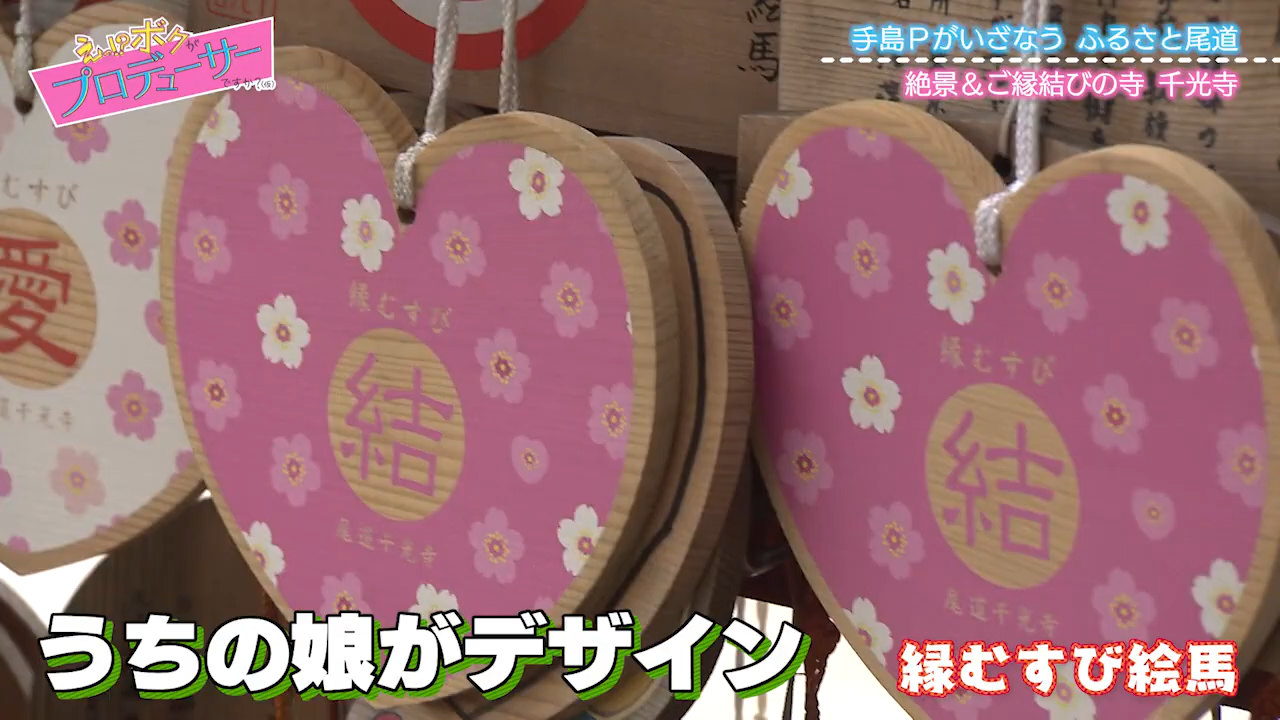 えっ!?ボクが
プロデューサー
ですか?(仮)
手島Pがいざなう ふるさと尾道
絶景&ご縁結びの寺 千光寺
絵馬
むすび
愛
道千光寺
縁むすび
結
尾道千光寺
縁むすび
結
尾道千光寺
うちの娘がデザイン
縁むすび絵馬